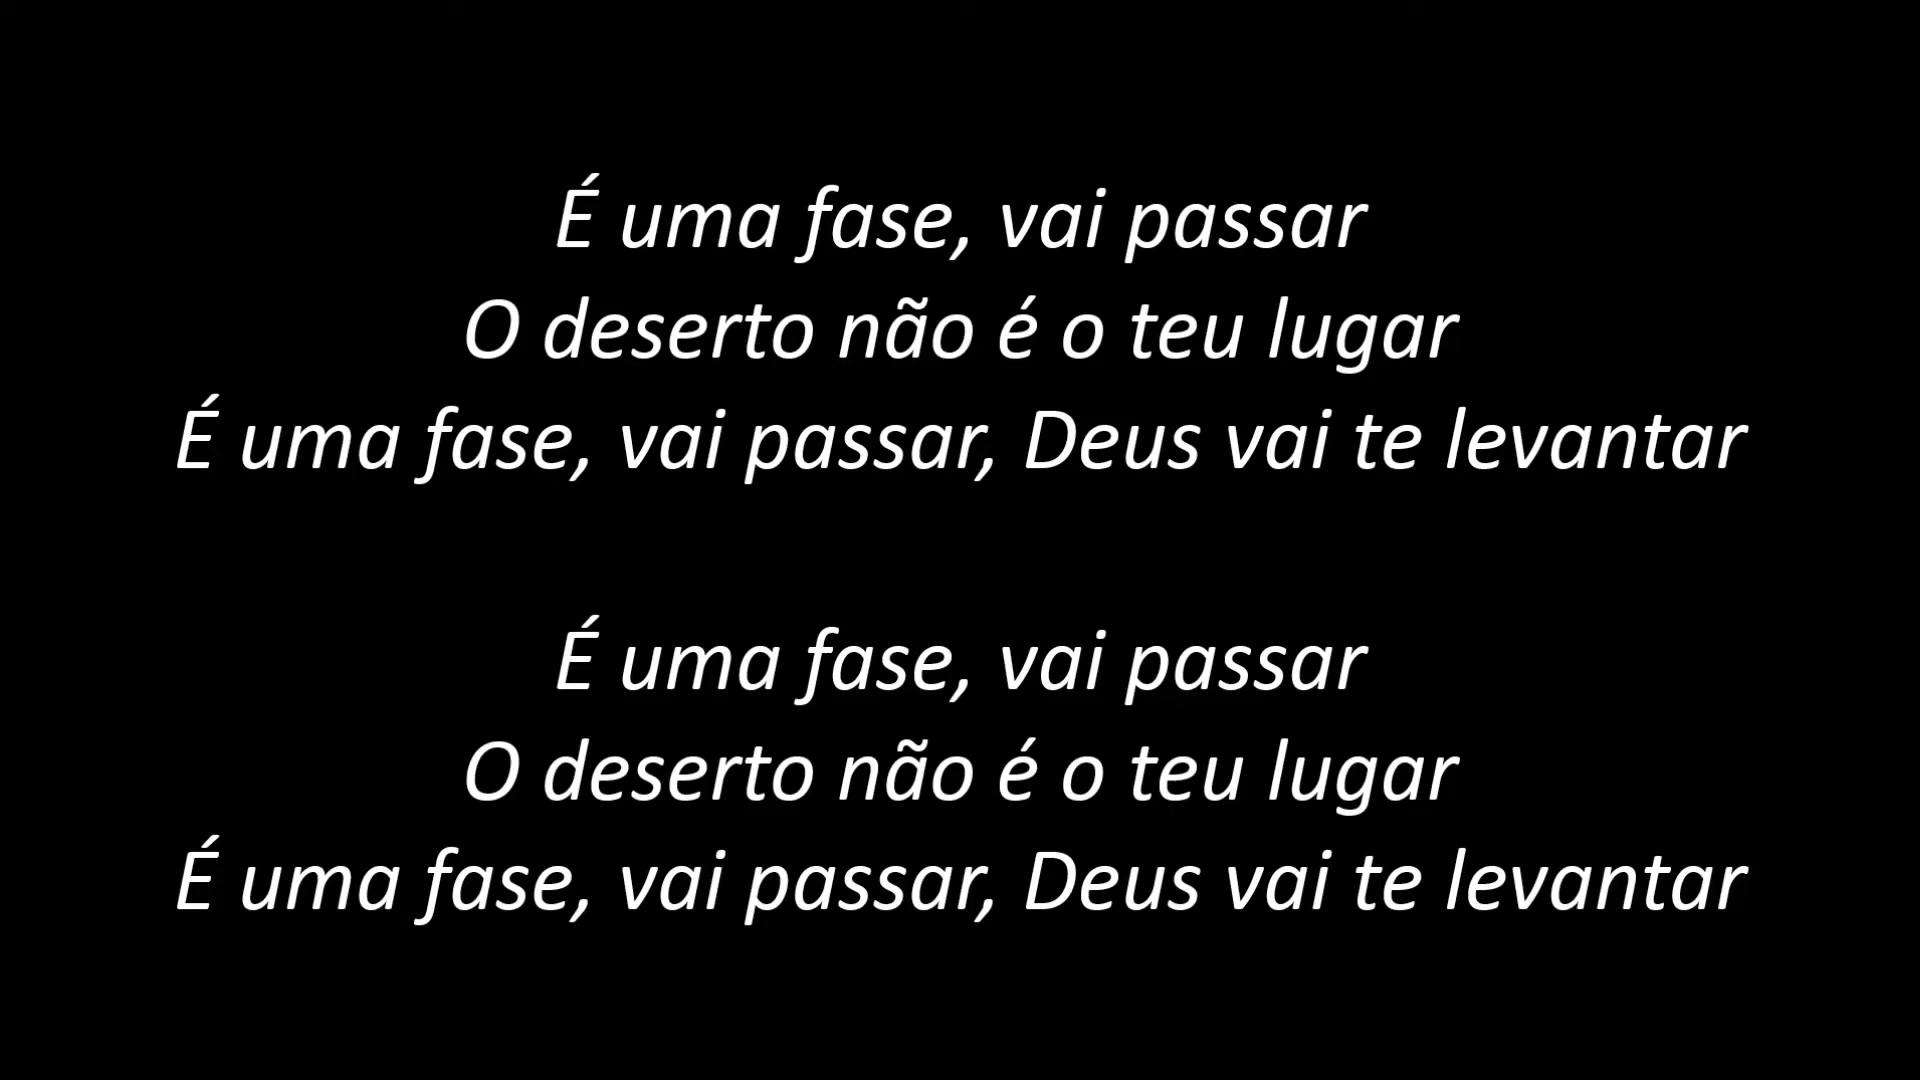 É uma fase, vai passar
O deserto não é o teu lugar
É uma fase, vai passar, Deus vai te levantar
É uma fase, vai passar
O deserto não é o teu lugar
É uma fase, vai passar, Deus vai te levantar